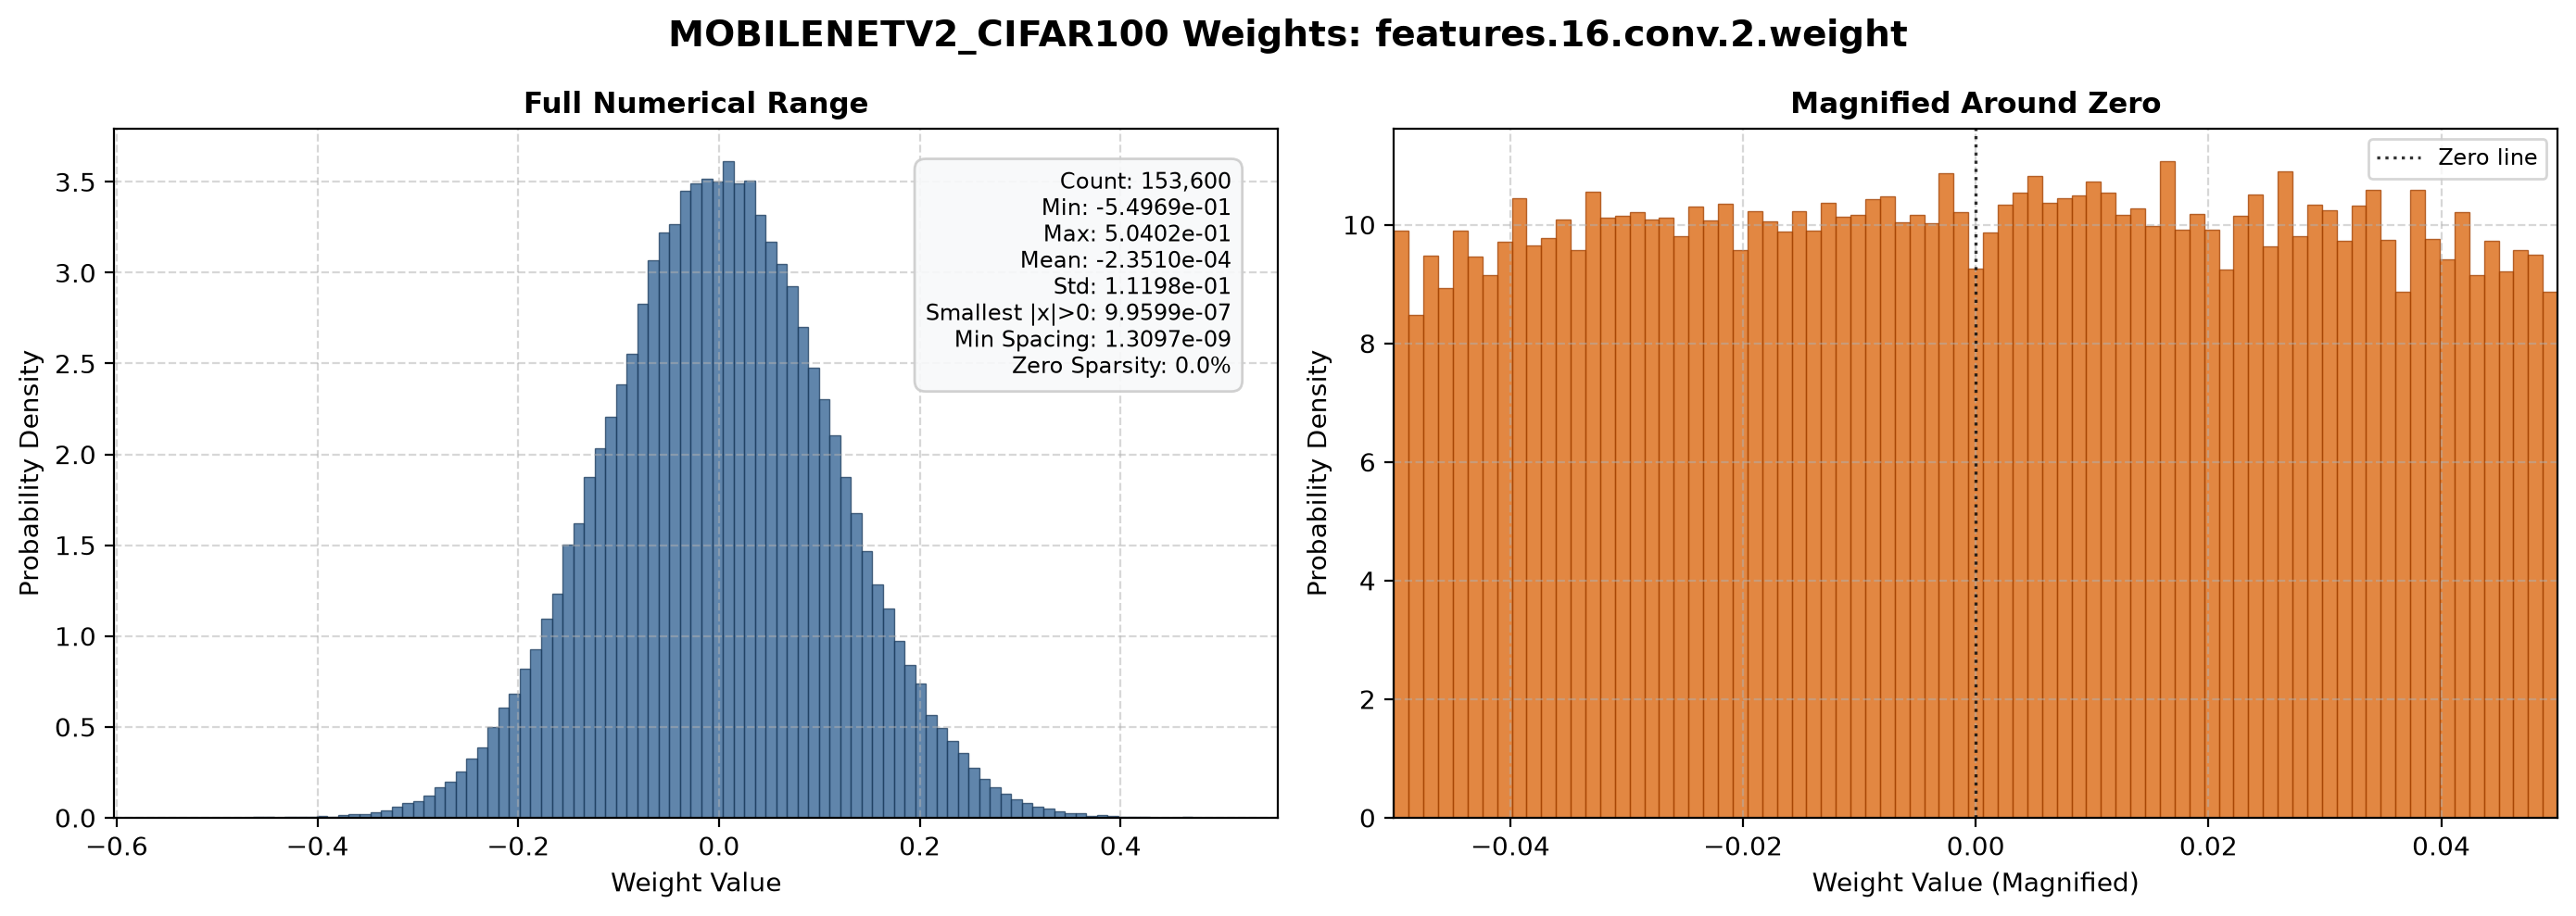 MOBILENETV2_CIFAR100 Weights: features.16.conv.2.weight
Full Numerical Range
Probability Density
3.5
3.0
2.5
2.0
1.5
1.0
0.5
0.0
Count: 153,600
Min: -5.4969e-01
Max: 5.0402e-01
Mean: -2.3510e-04
Std: 1.1198e-01
Smallest |x|>0: 9.9599e-07
Min Spacing: 1.3097e-09
Zero Sparsity: 0.0%
−0.6 −0.4 −0.2 0.0 0.2 0.4
Weight Value
Magnified Around Zero
Probability Density
10
8
6
4
2
0
Zero line
−0.04 −0.02 0.00 0.02 0.04
Weight Value (Magnified)